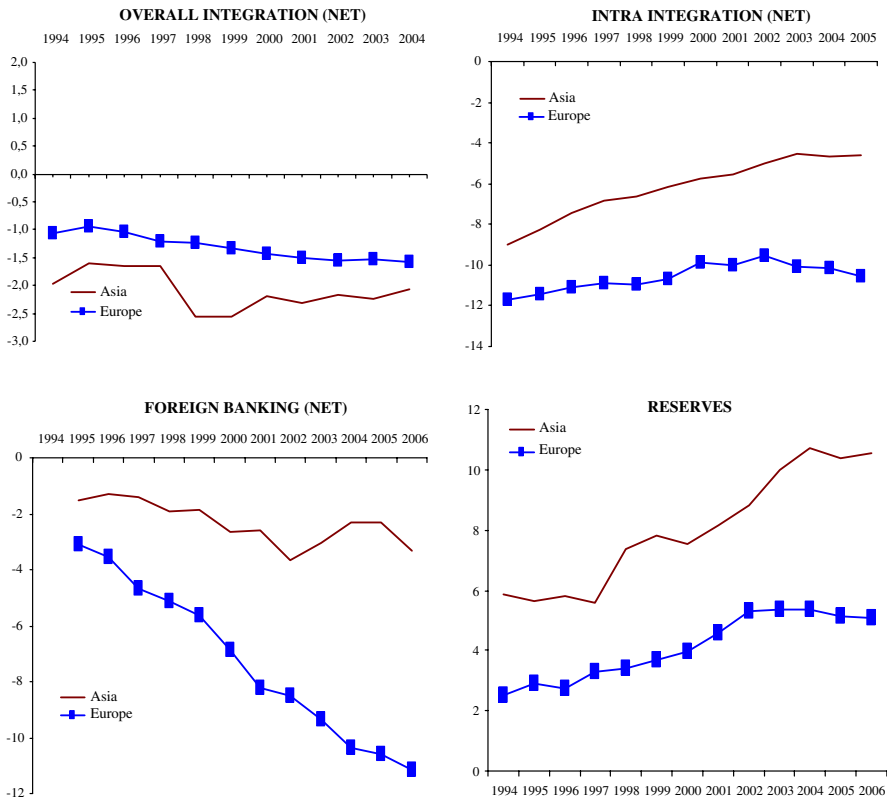 OVERALL INTEGRATION (NET)
1994 1995 1996 1997 1998 1999 2000 2001 2002 2003 2004
2,0
1,5
1,0
0,5
0,0
-0,5
-1,0
-1,5
-2,0
-2,5
-3,0
Asia
Europe
INTRA INTEGRATION (NET)
1994 1995 1996 1997 1998 1999 2000 2001 2002 2003 2004 2005
0
-2
-4
-6
-8
-10
-12
-14
Asia
Europe
FOREIGN BANKING (NET)
1994 1995 1996 1997 1998 1999 2000 2001 2002 2003 2004 2005 2006
0
-2
-4
-6
-8
-10
-12
Asia
Europe
RESERVES
12
10
8
6
4
2
0
Asia
Europe
1994 1995 1996 1997 1998 1999 2000 2001 2002 2003 2004 2005 2006